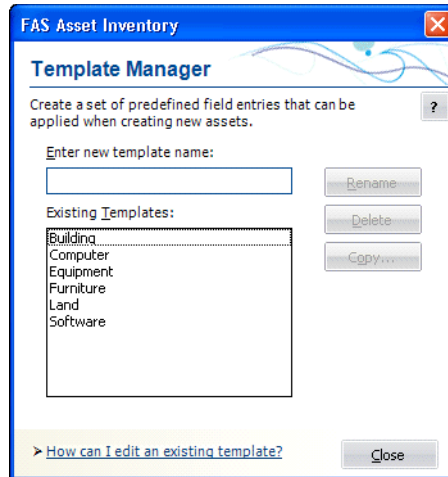 FAS Asset Inventory
Template Manager
Create a set of predefined field entries that can be
applied when creating new assets.
?
Enter new template name:
Rename
Existing Templates:
Delete
Building
Computer
Copy...
Equipment
Furniture
Land
Software
➤ How can I edit an existing template?
Close